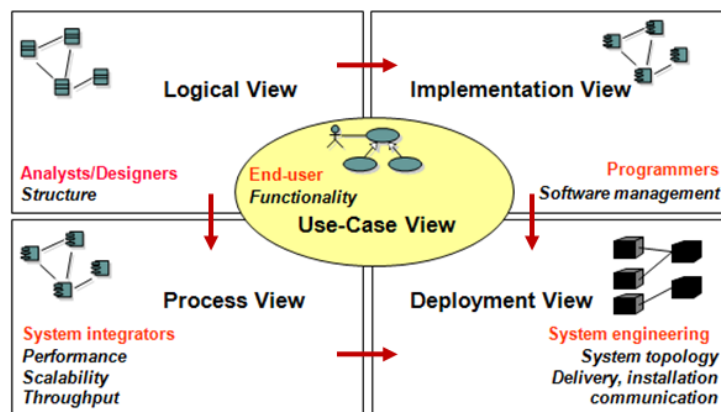 Logical View
Implementation View
Analysts/Designers
Structure
End-user
Functionality
Use-Case View
Programmers
Software management
Process View
Deployment View
System integrators
Performance
Scalability
Throughput
System engineering
System topology
Delivery, installation
communication